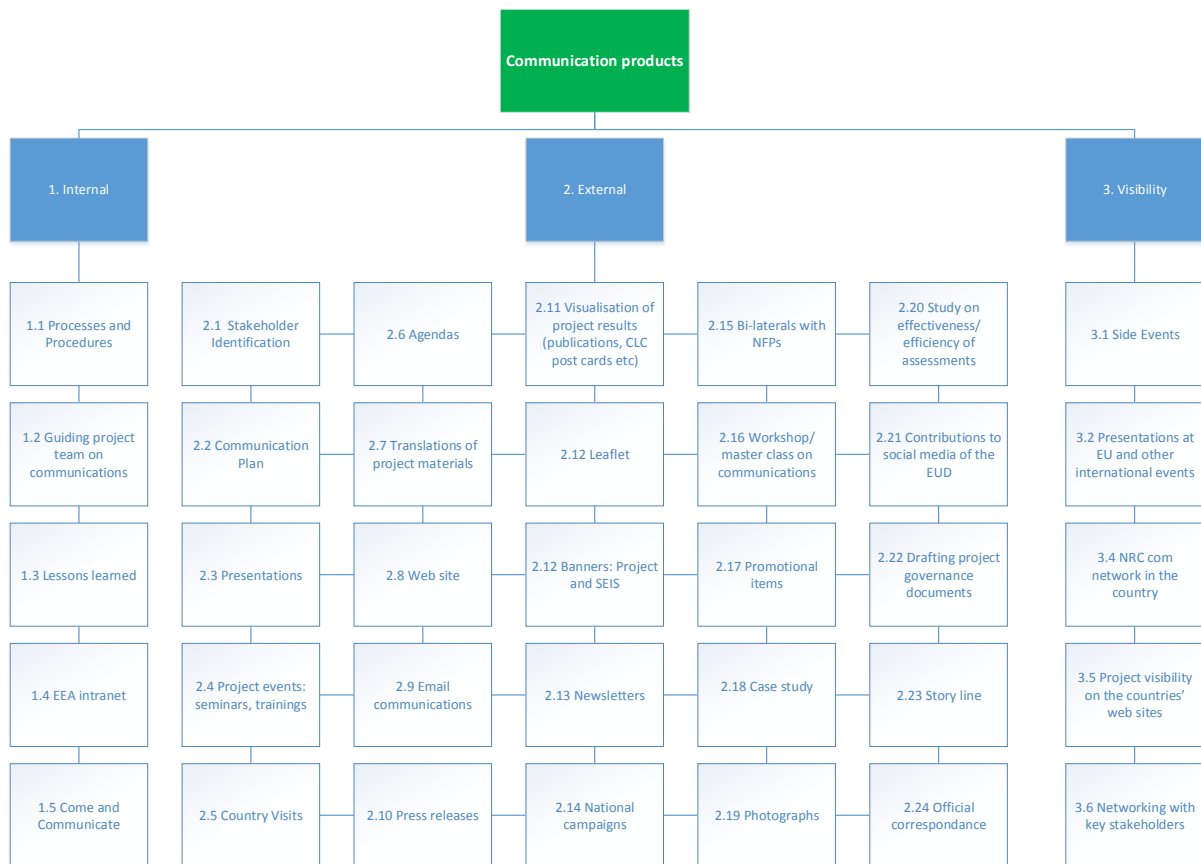 Communication products
1. Internal
2. External
3. Visibility
1.1 Processes and
Procedures
2.1 Stakeholder
Identification
2.6 Agendas
2.11 Visualisation of
project results
(publications, CLC
post cards etc)
2.15 Bi-laterals with
NFPs
2.20 Study on
effectiveness/
efficiency of
assessments
3.1 Side Events
1.2 Guiding project
team on
communications
2.2 Communication
Plan
2.7 Translations of
project materials
2.12 Leaflet
2.16 Workshop/
master class on
communications
2.21 Contributions to
social media of the
EUD
3.2 Presentations at
EU and other
international events
1.3 Lessons learned
2.3 Presentations
2.8 Web site
2.12 Banners: Project
and SEIS
2.17 Promotional
items
2.22 Drafting project
governance
documents
3.4 NRC com
network in the
country
1.4 EEA intranet
2.4 Project events:
seminars, trainings
2.9 Email
communications
2.13 Newsletters
2.18 Case study
2.23 Story line
3.5 Project visibility
on the countries’
web sites
1.5 Come and
Communicate
2.5 Country Visits
2.10 Press releases
2.14 National
campaigns
2.19 Photographs
2.24 Official
correspondance
3.6 Networking with
key stakeholders